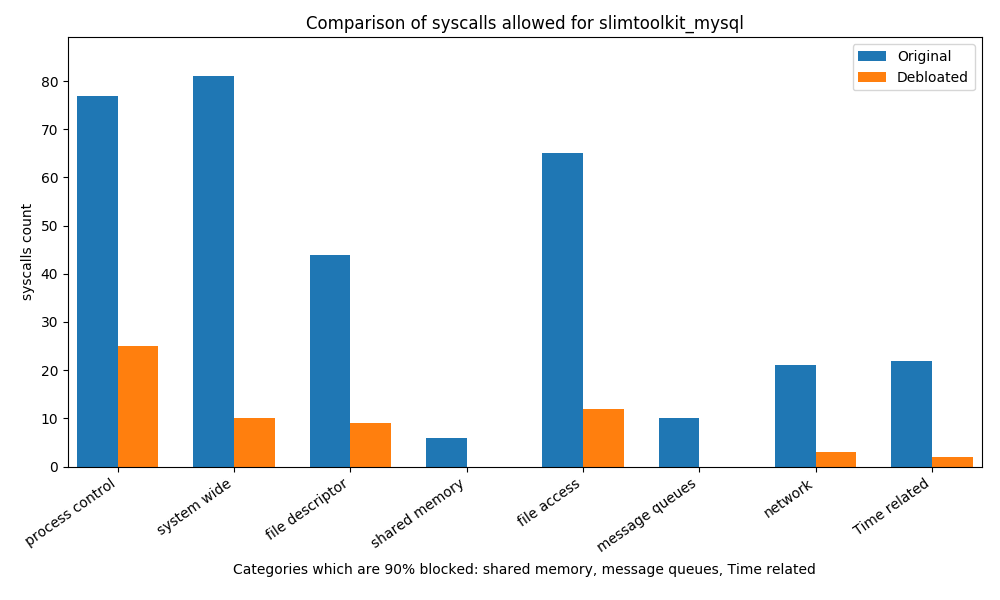 Comparison of syscalls allowed for slimtoolkit_mysql
Original
Debloated
syscalls count
80
70
60
50
40
30
20
10
0
process control
system wide
file descriptor
shared memory
file access
message queues
network
Time related
Categories which are 90% blocked: shared memory, message queues, Time related